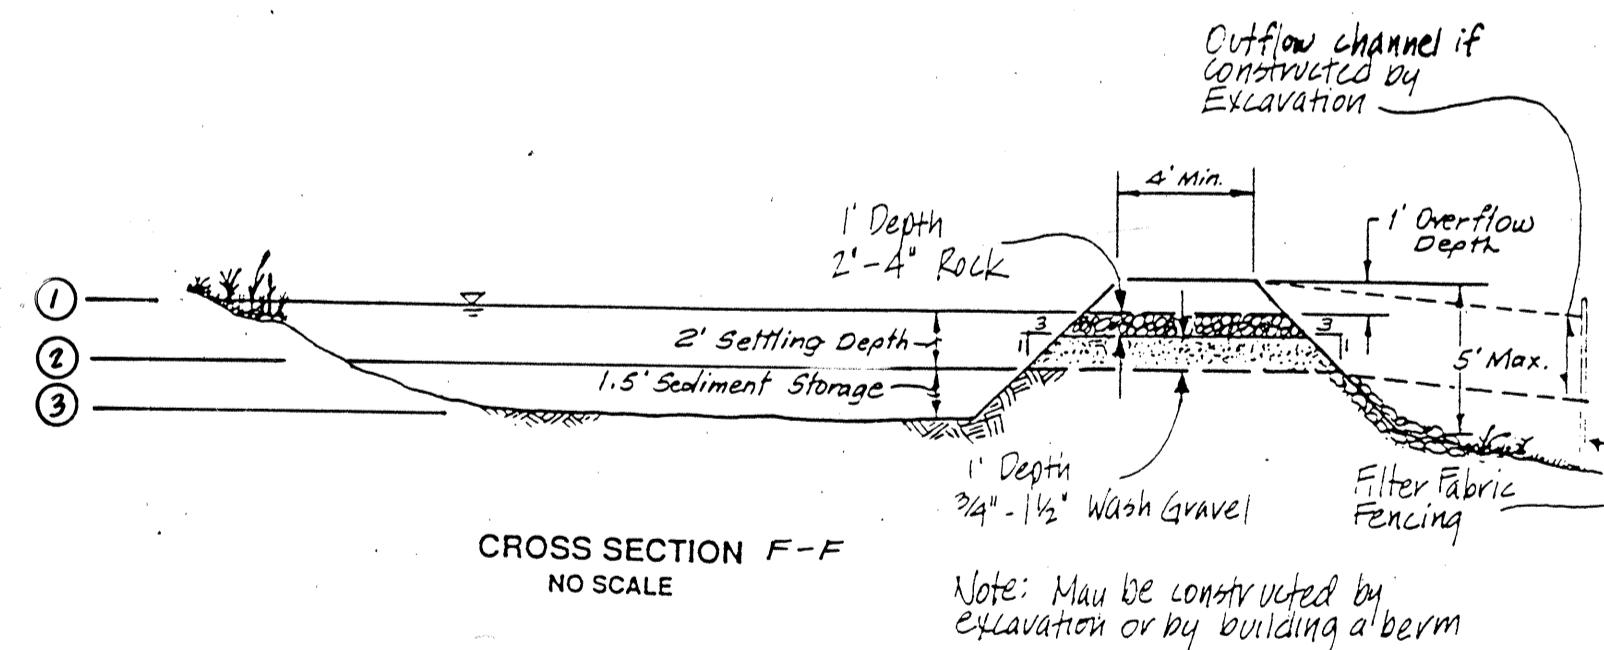 Outflow channel if
constructed by
Excavation
4' Min.
1' Depth
2'-4" Rock
1' Overflow
Depth
1
2' Settling Depth
3
1
3
1
2
5' Max.
1.5' Sediment Storage
3
1' Depth
3/4" - 1 1/2" Wash Gravel
Filter Fabric
Fencing
CROSS SECTION F-F
NO SCALE
Note: May be constructed by
excavation or by building a berm